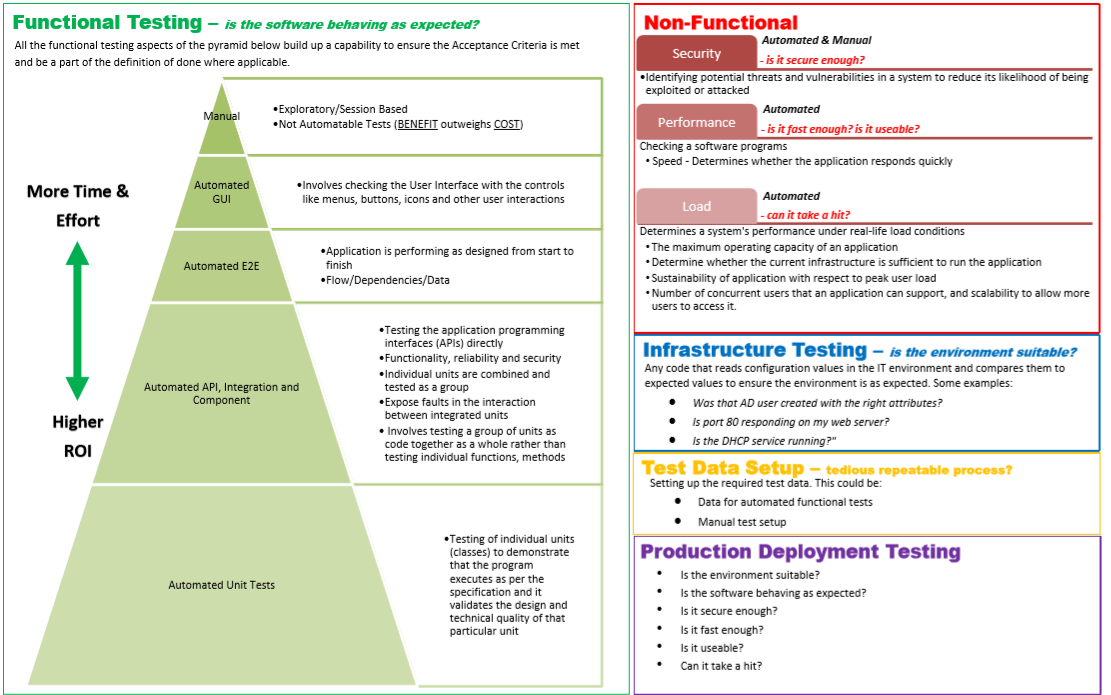 Functional Testing – is the software behaving as expected?
All the functional testing aspects of the pyramid below build up a capability to ensure the Acceptance Criteria is met
and be a part of the definition of done where applicable.
Manual
•Exploratory/Session Based
•Not Automatable Tests (BENEFIT outweighs COST)
Automated
GUI
•Involves checking the User Interface with the controls
like menus, buttons, icons and other user interactions
Automated E2E
•Application is performing as designed from start to
finish
•Flow/Dependencies/Data
More Time &
Effort
Higher
ROI
Automated API, Integration and
Component
•Testing the application programming
interfaces (APIs) directly
•Functionality, reliability and security
•Individual units are combined and
tested as a group
•Expose faults in the interaction
between integrated units
• Involves testing a group of units as
code together as a whole rather than
testing individual functions, methods
Automated Unit Tests
•Testing of individual units
(classes) to demonstrate
that the program
executes as per the
specification and it
validates the design and
technical quality of that
particular unit
Non-Functional
Security
Automated & Manual
- is it secure enough?
•Identifying potential threats and vulnerabilities in a system to reduce its likelihood of being
exploited or attacked
Performance
Automated
- is it fast enough? is it useable?
Checking a software programs
• Speed - Determines whether the application responds quickly
Load
Automated
- can it take a hit?
Determines a system's performance under real-life load conditions
•The maximum operating capacity of an application
•Determine whether the current infrastructure is sufficient to run the application
•Sustainability of application with respect to peak user load
•Number of concurrent users that an application can support, and scalability to allow more
users to access it.
Infrastructure Testing – is the environment suitable?
Any code that reads configuration values in the IT environment and compares them to
expected values to ensure the environment is as expected. Some examples:
● Was that AD user created with the right attributes?
● Is port 80 responding on my web server?
● Is the DHCP service running?"
Test Data Setup – tedious repeatable process?
Setting up the required test data. This could be:
● Data for automated functional tests
● Manual test setup
Production Deployment Testing
• Is the environment suitable?
• Is the software behaving as expected?
• Is it secure enough?
• Is it fast enough?
• Is it useable?
• Can it take a hit?